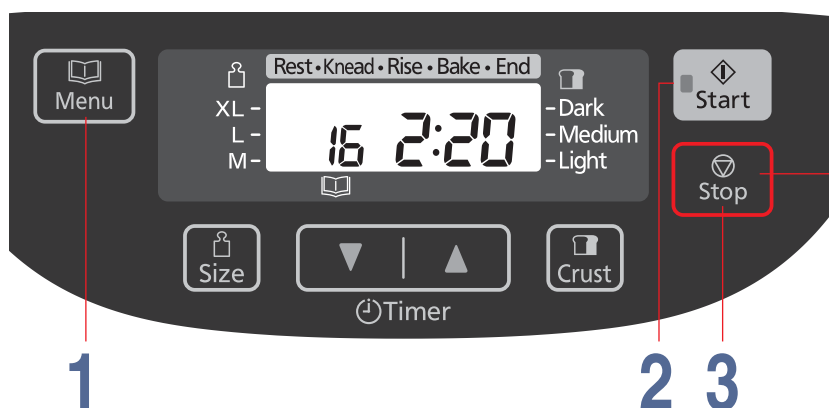 Menu
Rest • Knead • Rise • Bake • End
XL
L
M
16 2:20
Dark
Medium
Light
Start
Stop
Size
Timer
Crust
1
2
3